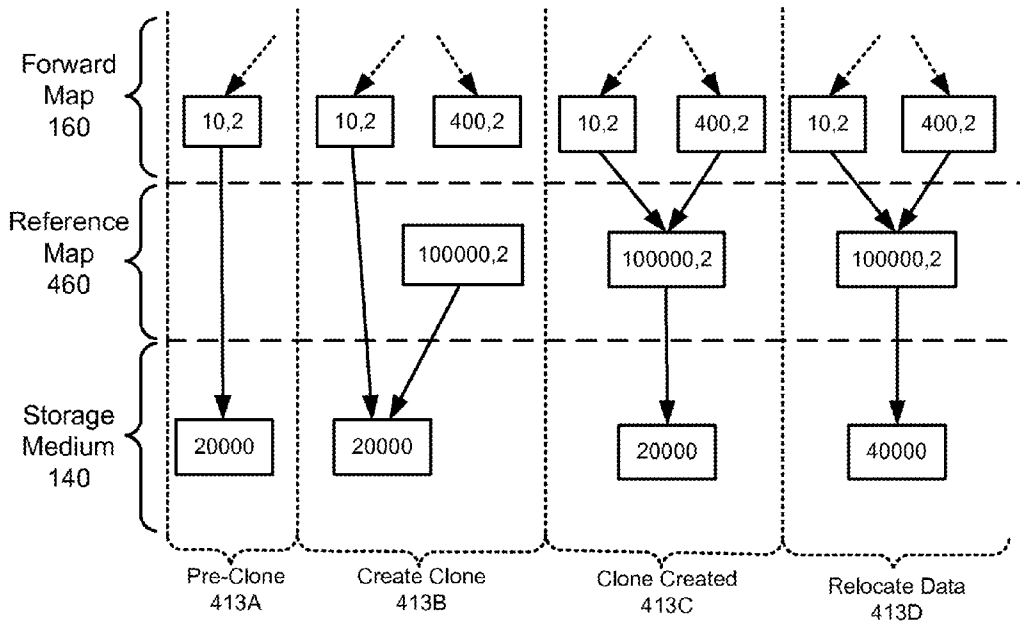 Forward
Map
160
10,2
10,2
400,2
10,2
400,2
10,2
400,2
Reference
Map
460
100000,2
100000,2
100000,2
Storage
Medium
140
20000
20000
20000
40000
Pre-Clone
413A
Create Clone
413B
Clone Created
413C
Relocate Data
413D